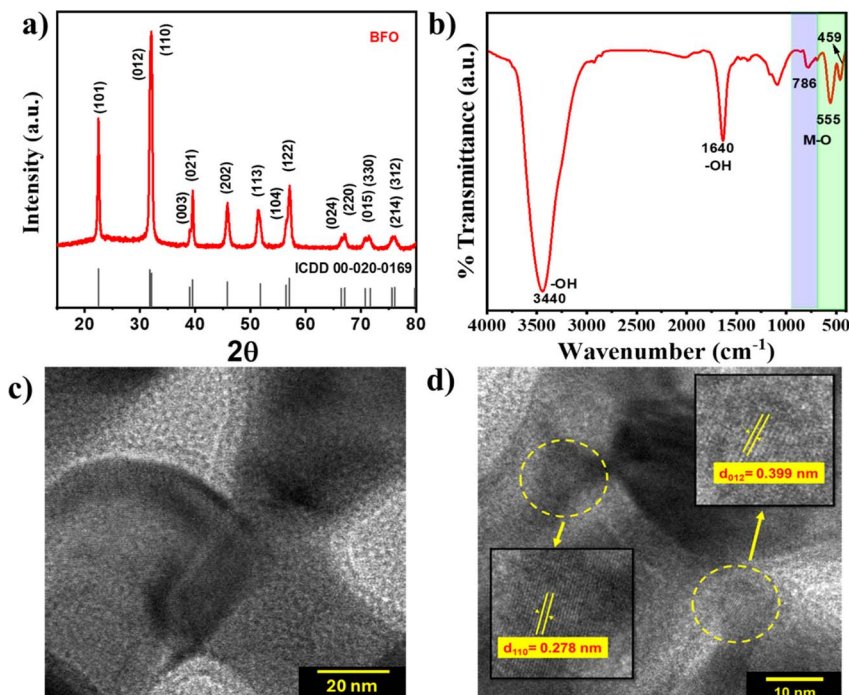 a)
BFO
(101)
(012)
(110)
(003)
(021)
(202)
(113)
(104)
(122)
(024)
(220)
(015)
(330)
(214)
(312)
ICDD 00-020-0169
Intensity (a.u.)
20
30
40
50
60
70
80
2θ
b)
459
786
555
M-O
1640
-OH
-OH
3440
% Transmittance (a.u.)
4000
3500
3000
2500
2000
1500
1000
500
Wavenumber (cm⁻¹)
c)
20 nm
d)
d₀₁₂= 0.399 nm
d₁₁₀= 0.278 nm
10 nm